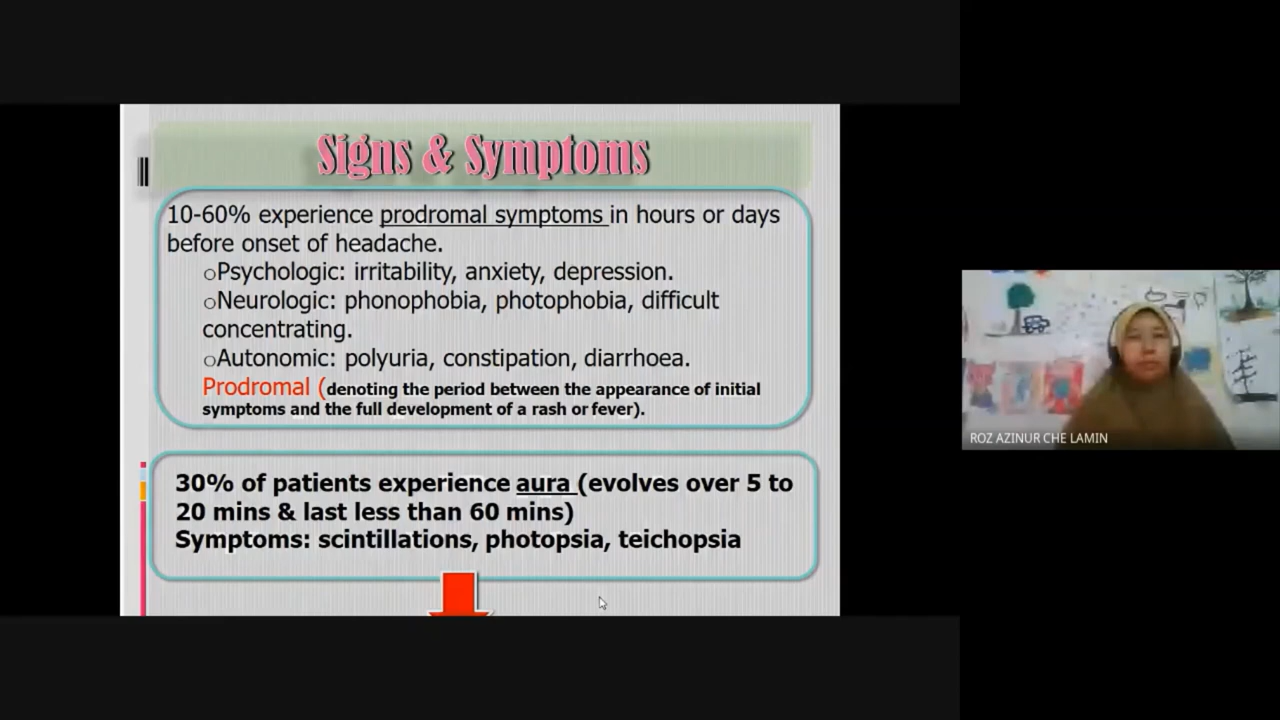 Signs & Symptoms
10-60% experience prodromal symptoms in hours or days
before onset of headache.
oPsychologic: irritability, anxiety, depression.
oNeurologic: phonophobia, photophobia, difficult
concentrating.
oAutonomic: polyuria, constipation, diarrhoea.
Prodromal (denoting the period between the appearance of initial
symptoms and the full development of a rash or fever).
30% of patients experience aura (evolves over 5 to
20 mins & last less than 60 mins)
Symptoms: scintillations, photopsia, teichopsia
ROZ AZINUR CHE LAMIN